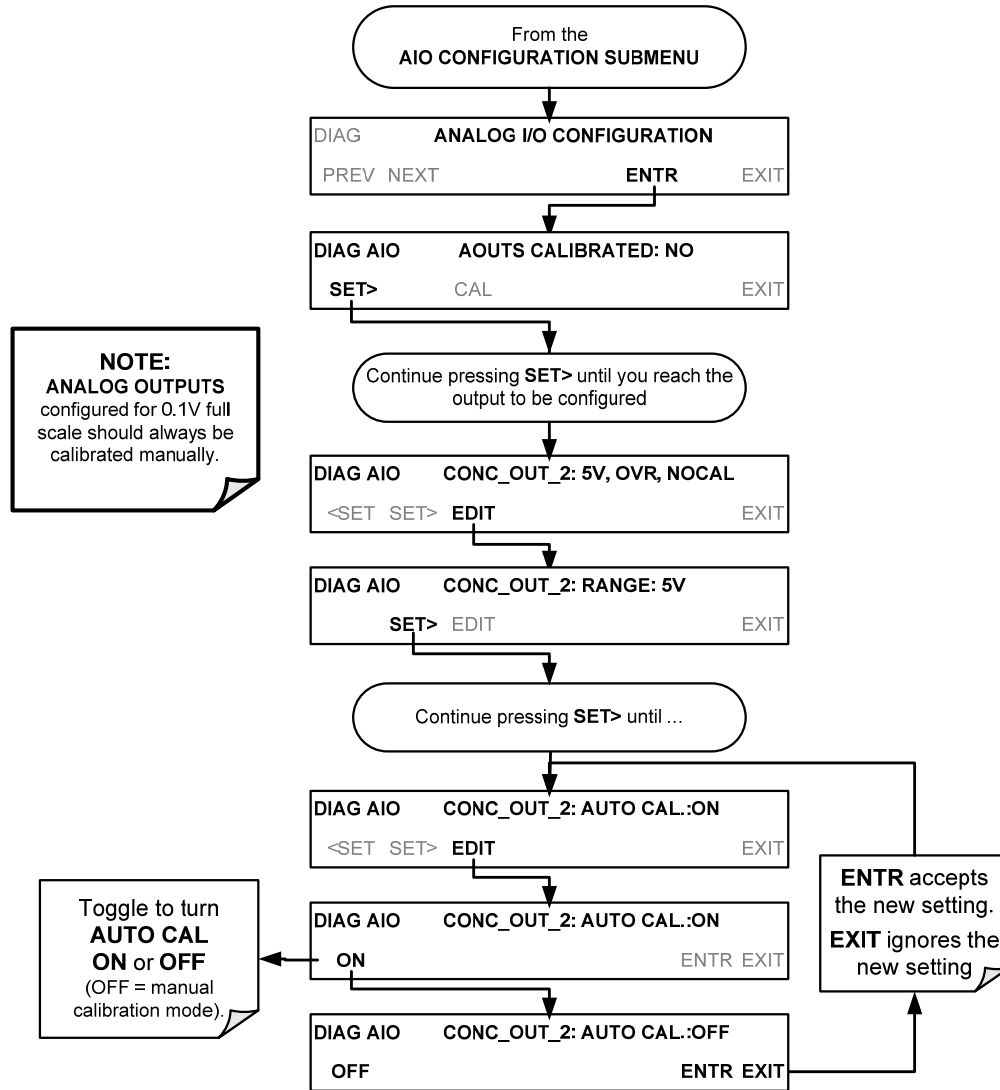 From the
AIO CONFIGURATION SUBMENU
DIAG ANALOG I/O CONFIGURATION
PREV NEXT ENTR EXIT
DIAG AIO AOUTS CALIBRATED: NO
SET> CAL EXIT
NOTE:
ANALOG OUTPUTS
configured for 0.1V full
scale should always be
calibrated manually.
Continue pressing SET> until you reach the
output to be configured
DIAG AIO CONC_OUT_2: 5V, OVR, NOCAL
<SET SET> EDIT EXIT
DIAG AIO CONC_OUT_2: RANGE: 5V
SET> EDIT EXIT
Continue pressing SET> until ...
DIAG AIO CONC_OUT_2: AUTO CAL.:ON
<SET SET> EDIT EXIT
DIAG AIO CONC_OUT_2: AUTO CAL.:ON
ON ENTR EXIT
Toggle to turn
AUTO CAL
ON or OFF
(OFF = manual
calibration mode).
DIAG AIO CONC_OUT_2: AUTO CAL.:OFF
OFF ENTR EXIT
ENTR accepts
the new setting.
EXIT ignores the
new setting